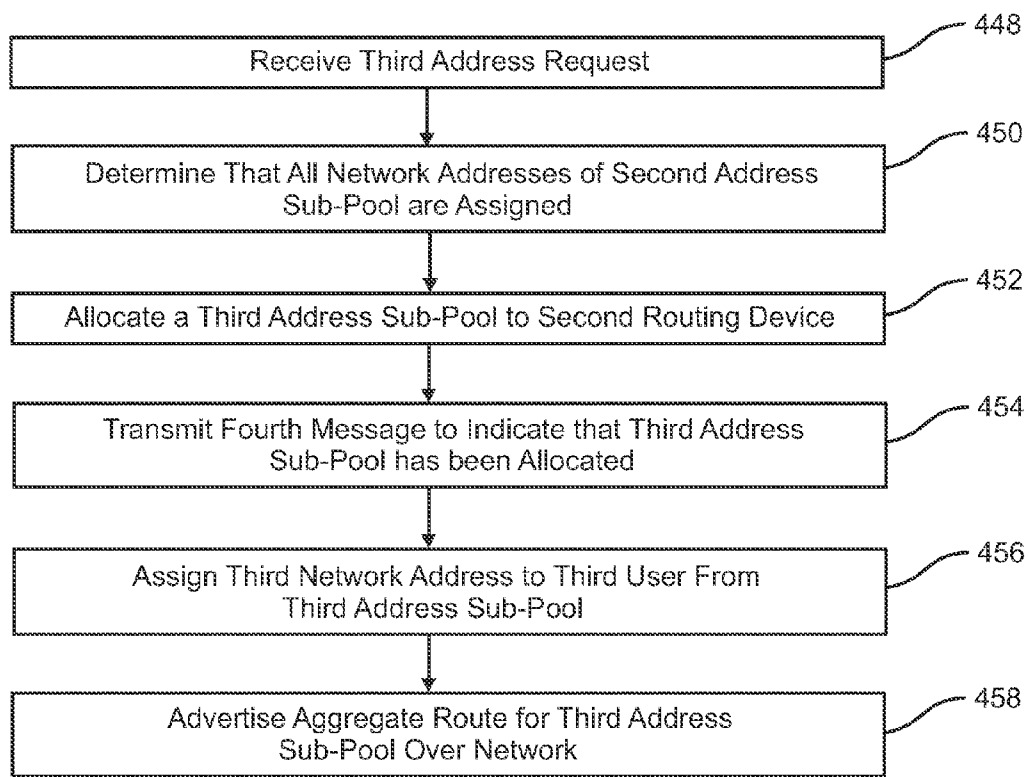 448
Receive Third Address Request
450
Determine That All Network Addresses of Second Address
Sub-Pool are Assigned
452
Allocate a Third Address Sub-Pool to Second Routing Device
454
Transmit Fourth Message to Indicate that Third Address
Sub-Pool has been Allocated
456
Assign Third Network Address to Third User From
Third Address Sub-Pool
458
Advertise Aggregate Route for Third Address
Sub-Pool Over Network